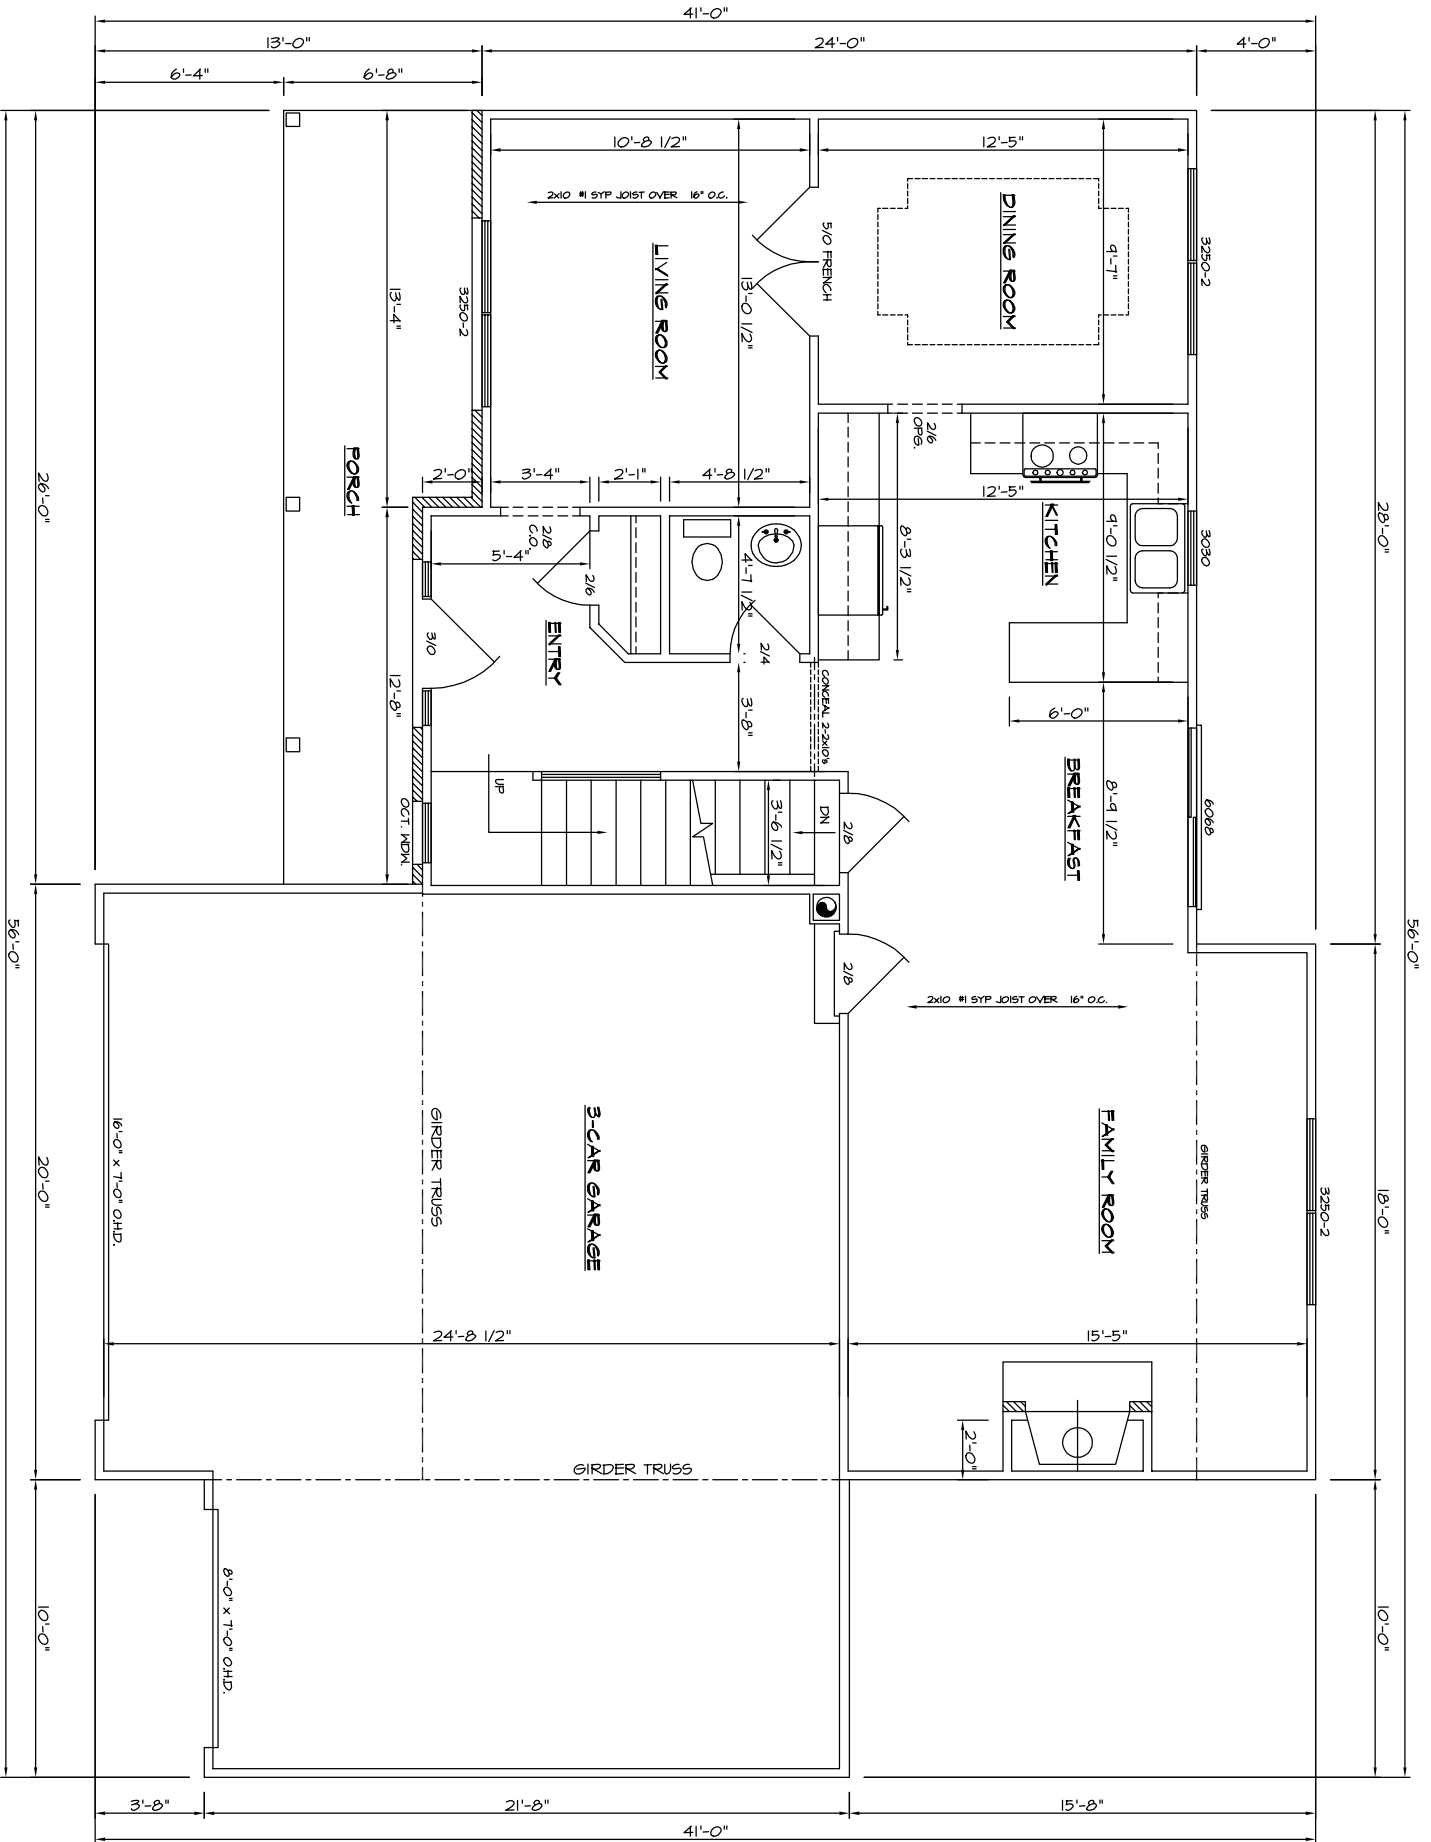 41'-0"
13'-0"
24'-0"
4'-0"
6'-4"
6'-8"
10'-8 1/2"
12'-5"
2x10 #1 SYP JOIST OVER 16" O.C.
DINING ROOM
9'-7"
3250-2
5/0 FRENCH
LIVING ROOM
13'-0 1/2"
13'-4"
3250-2
PORCH
26'-0"
56'-0"
28'-0"
56'-0"
2/6
OPG.
2'-0"
3'-4"
2'-1"
4'-8 1/2"
12'-5"
KITCHEN
9'-0 1/2"
3030
8'-3 1/2"
2/8
C.O.
5'-4"
2/6
4'-7 1/2"
2/4
3/0
ENTRY
12'-8"
3'-8"
CONCEAL 2-2x10's
6'-0"
BREAKFAST
8'-9 1/2"
6068
UP
OCT. WDW.
3'-6 1/2"
DN
2/8
2/8
2x10 #1 SYP JOIST OVER 16" O.C.
16'-0" x 7'-0" O.H.D.
20'-0"
GIRDER TRUSS
3-CAR GARAGE
FAMILY ROOM
GIRDER TRUSS
3250-2
18'-0"
24'-8 1/2"
15'-5"
2'-0"
GIRDER TRUSS
8'-0" x 7'-0" O.H.D.
10'-0"
10'-0"
3'-8"
21'-8"
15'-8"
41'-0"